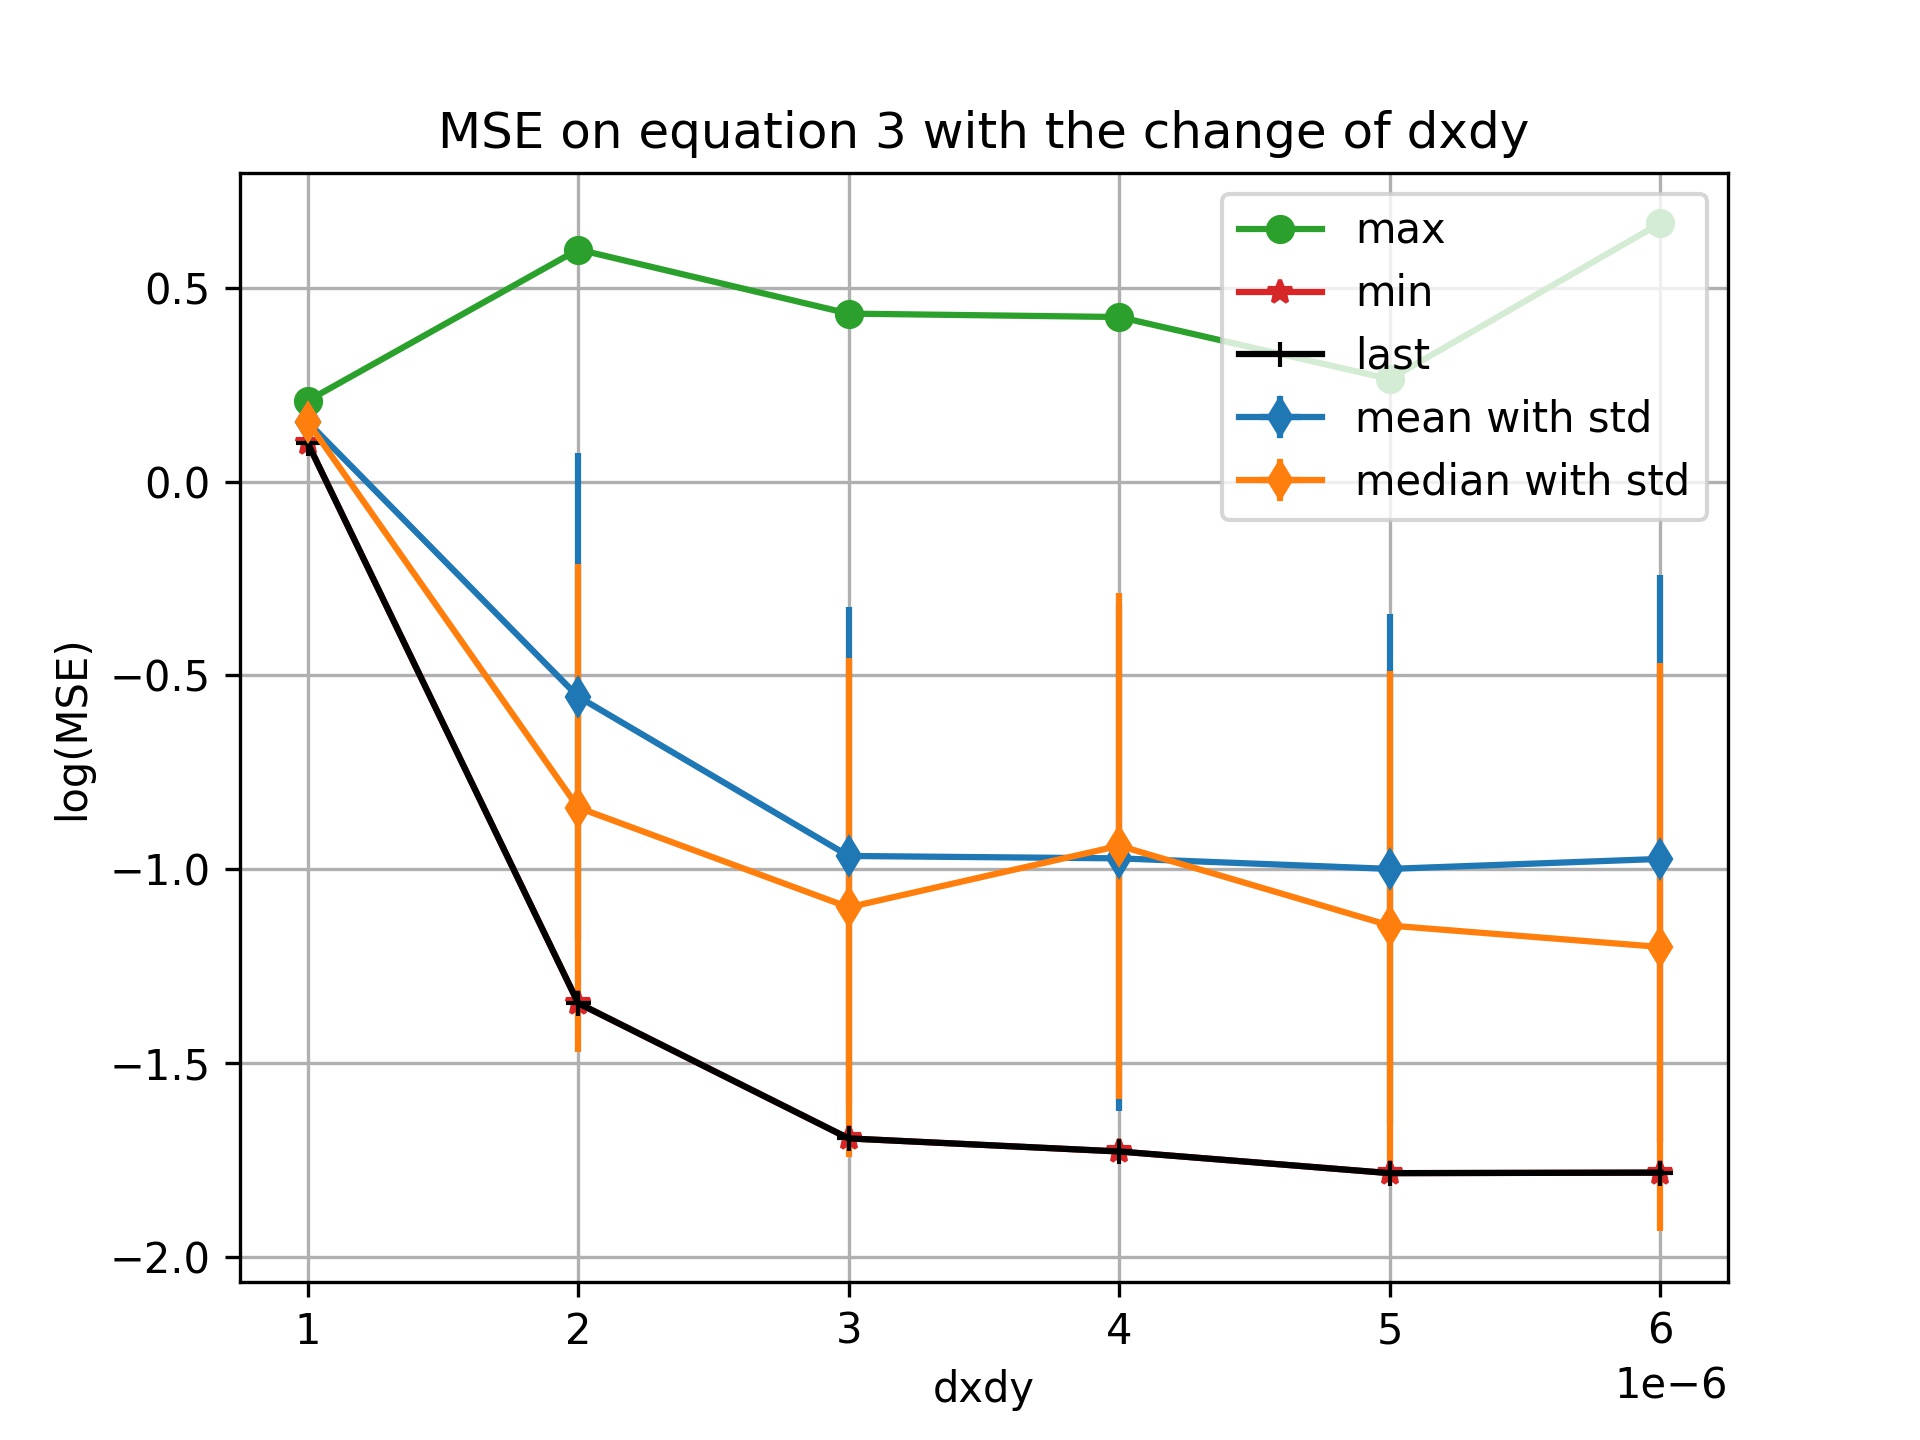 MSE on equation 3 with the change of dxdy
max
min
last
mean with std
median with std
0.5
0.0
−0.5
−1.0
−1.5
−2.0
log(MSE)
1 2 3 4 5 6
1e−6
dxdy